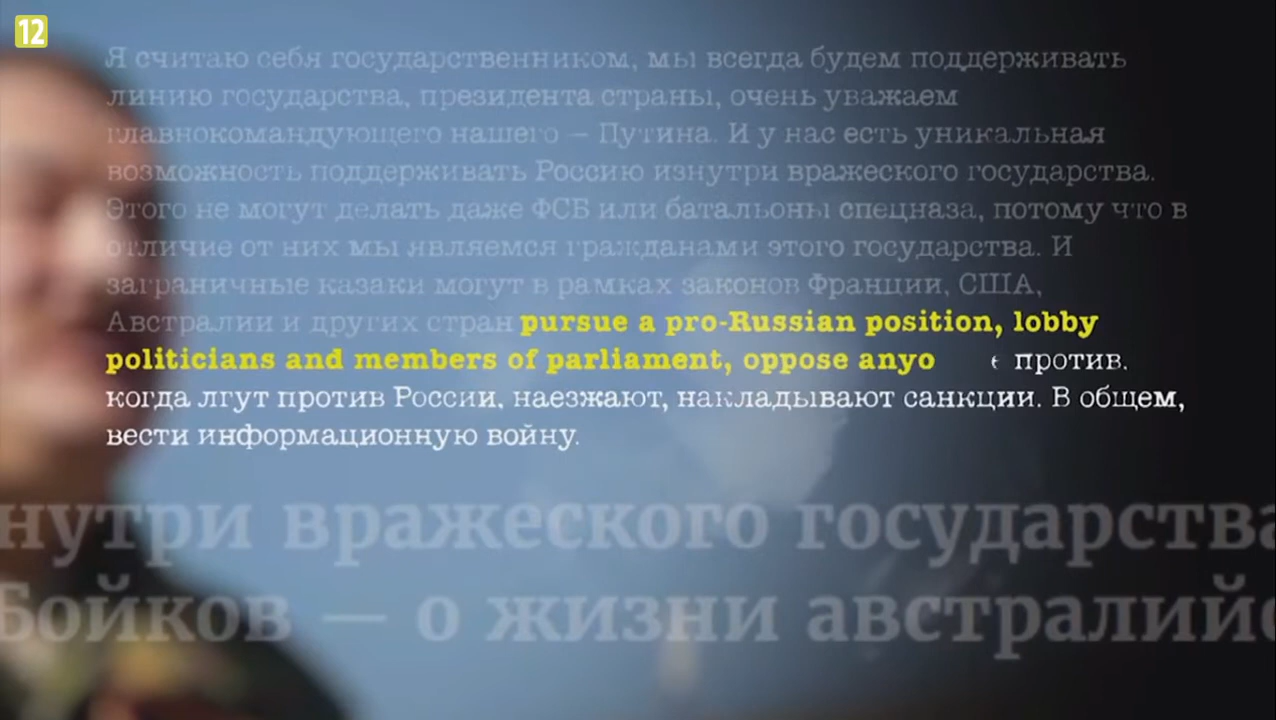 12
Я считаю себя государственником, мы всегда будем поддерживать
линию государства, президента страны, очень уважаем
главнокомандующего нашего — Путина. И у нас есть уникальная
возможность поддерживать Россию изнутри вражеского государства.
Этого не могут делать даже ФСБ или батальоны спецназа, потому что в
отличие от них мы являемся гражданами этого государства. И
заграничные казаки могут в рамках законов Франции, США,
Австралии и других стран pursue a pro-Russian position, lobby
politicians and members of parliament, oppose anyo против.
когда лгут против России, наезжают, накладывают санкции. В общем,
вести информационную войну.
нутри вражеского государства
Бойков — о жизни австралийс